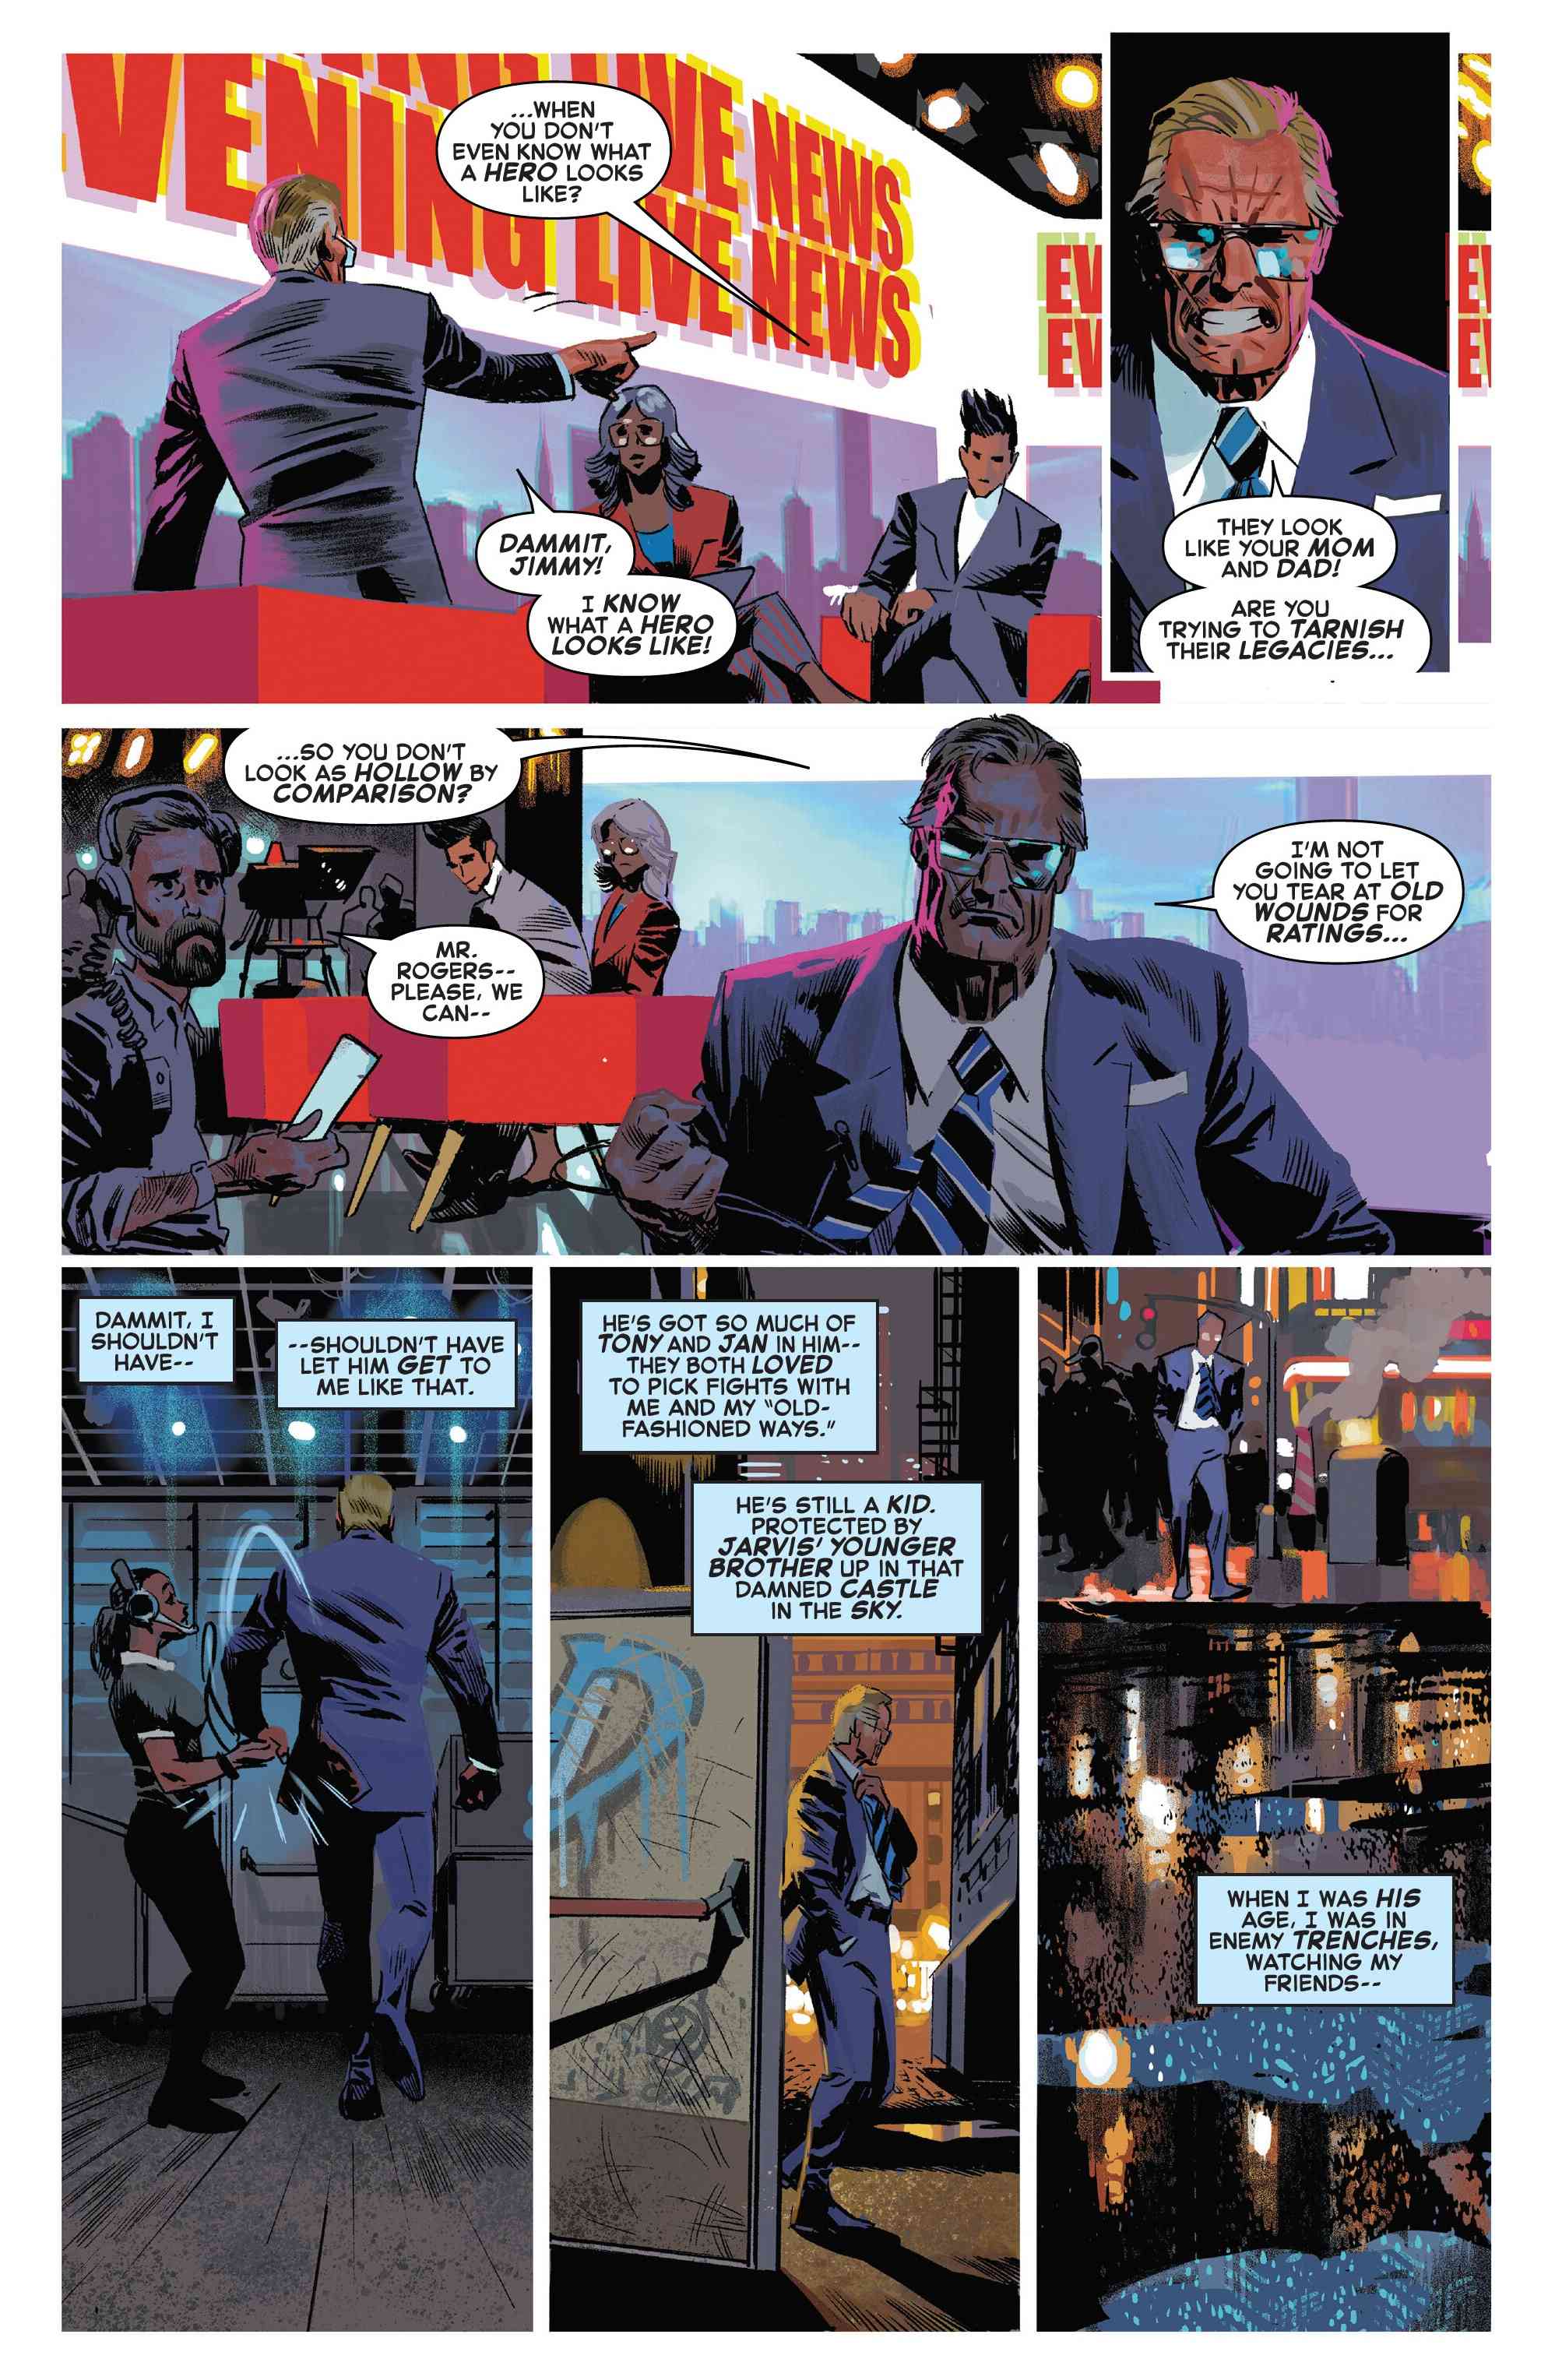 VENING LIVE NEWS
VENING LIVE NEWS
...WHEN
YOU DON'T
EVEN KNOW WHAT
A HERO LOOKS
LIKE?
DAMMIT,
JIMMY!
I KNOW
WHAT A HERO
LOOKS LIKE!
EV
EV
EV
EV
THEY LOOK
LIKE YOUR MOM
AND DAD!
ARE YOU
TRYING TO TARNISH
THEIR LEGACIES...
...SO YOU DON'T
LOOK AS HOLLOW BY
COMPARISON?
MR.
ROGERS--
PLEASE, WE
CAN--
I'M NOT
GOING TO LET
YOU TEAR AT OLD
WOUNDS FOR
RATINGS...
DAMMIT, I
SHOULDN'T
HAVE--
--SHOULDN'T HAVE
LET HIM GET TO
ME LIKE THAT.
HE'S GOT SO MUCH OF
TONY AND JAN IN HIM--
THEY BOTH LOVED
TO PICK FIGHTS WITH
ME AND MY "OLD-
FASHIONED WAYS."
HE'S STILL A KID.
PROTECTED BY
JARVIS' YOUNGER
BROTHER UP IN THAT
DAMNED CASTLE
IN THE SKY.
WHEN I WAS HIS
AGE, I WAS IN
ENEMY TRENCHES,
WATCHING MY
FRIENDS--